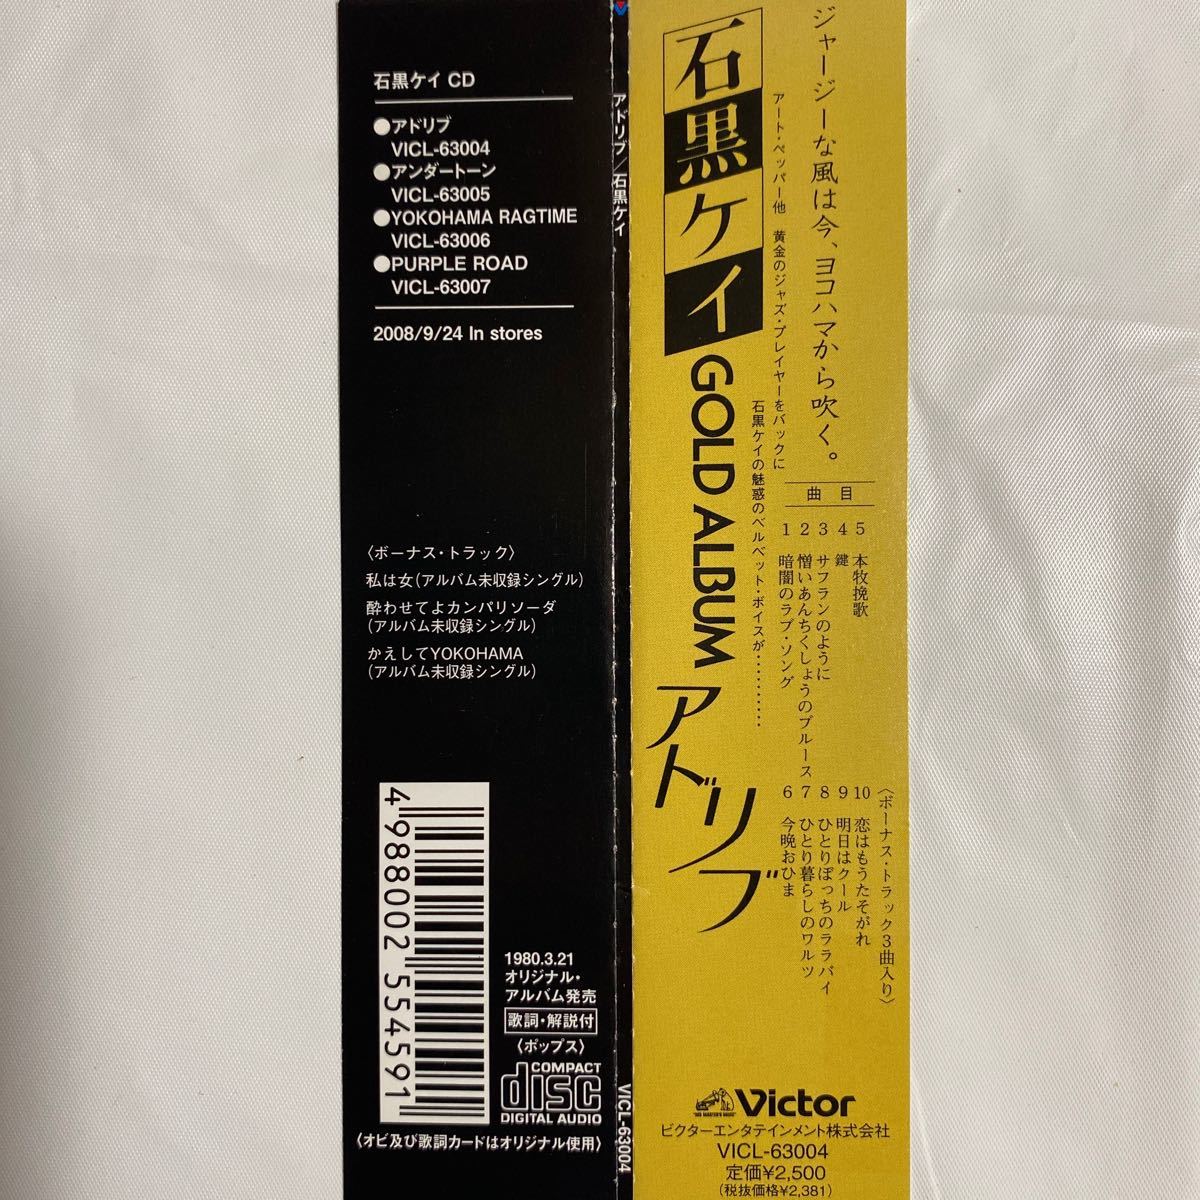 石黒ケイ CD
●アドリブ
VICL-63004
●アンダートーン
VICL-63005
●YOKOHAMA RAGTIME
VICL-63006
●PURPLE ROAD
VICL-63007
2008/9/24 In stores
〈ボーナス・トラック〉
私は女(アルバム未収録シングル)
酔わせてよカンパリソーダ
(アルバム未収録シングル)
かえしてYOKOHAMA
(アルバム未収録シングル)
4988002554591
1980.3.21
オリジナル・
アルバム発売
歌詞・解説付
〈ポップス〉
COMPACT
disc
DIGITAL AUDIO
〈オビ及び歌詞カードはオリジナル使用〉
アドリブ/石黒ケイ
VICL-63004
ジャージーな風は今、ヨコハマから吹く。
アート・ペッパー他 黄金のジャズ・プレイヤーをバックに
石黒ケイの魅惑のベルベット・ボイスが…………
石黒ケイ
GOLD ALBUM
アドリブ
曲目
1 暗闇のラブ・ソング
2 憎いあんちくしょうのブルース
3 サフランのように
4 鍵
5 本牧挽歌
6 今晩おひま
7 ひとり暮らしのワルツ
8 ひとりぽっちのララバイ
9 明日はクール
10 恋はもうたそがれ
〈ボーナス・トラック3曲入り〉
"HIS MASTER'S VOICE"
Victor
ビクターエンタテインメント株式会社
VICL-63004
定価¥2,500
(税抜価格¥2,381)